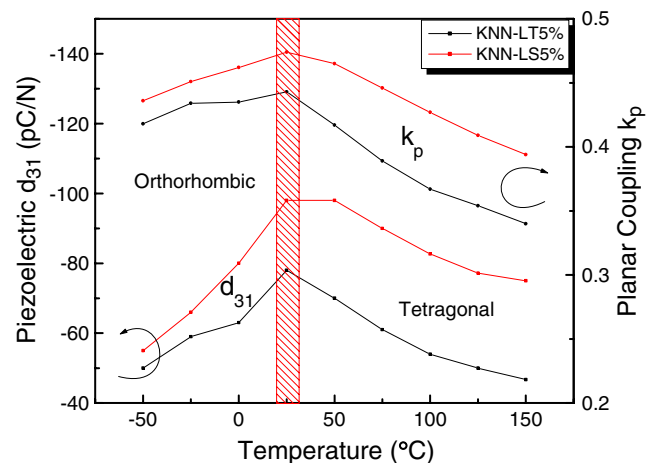 KNN-LT5%
KNN-LS5%
Piezoelectric d31 (pC/N)
-140
-120
-100
-80
-60
-40
0.5
0.4
0.3
0.2
Planar Coupling kp
Orthorhombic
kp
d31
Tetragonal
-50
0
50
100
150
Temperature (°C)